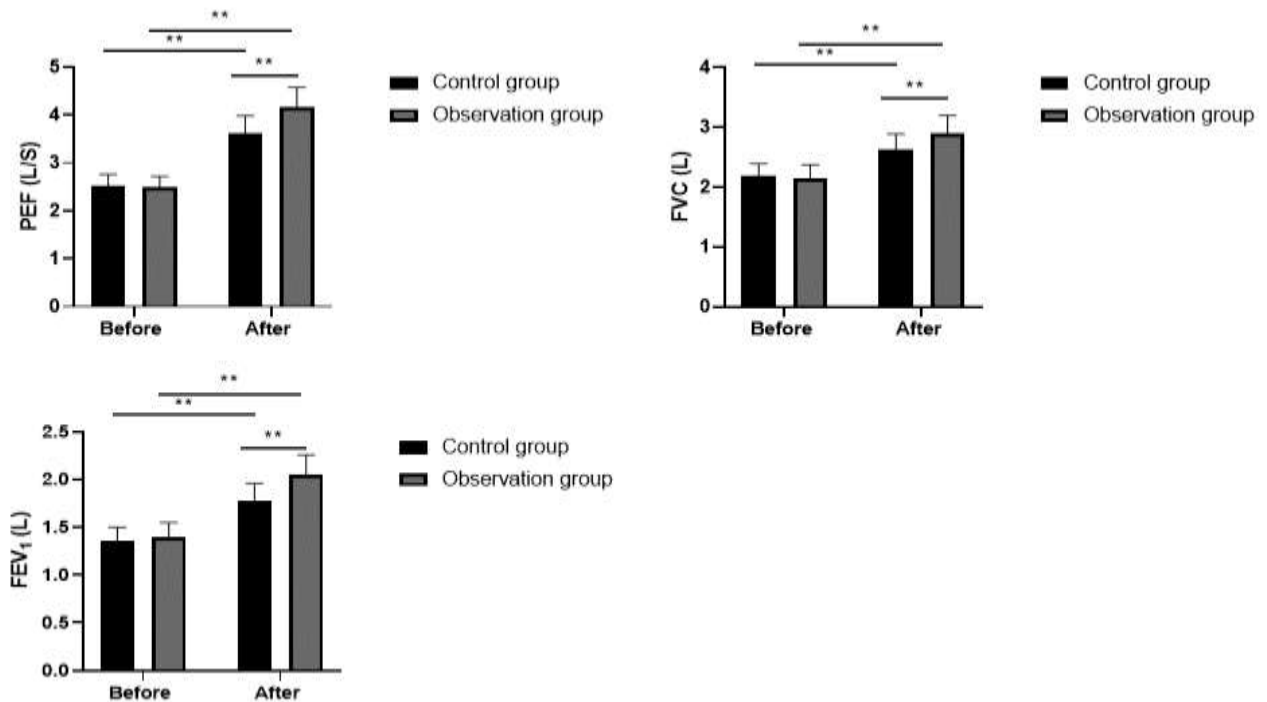 **
**
**
5
4
3
2
1
0
PEF (L/S)
Before
After
Control group
Observation group
**
**
**
4
3
2
1
0
FVC (L)
Before
After
Control group
Observation group
**
**
**
2.5
2.0
1.5
1.0
0.5
0.0
FEV₁ (L)
Before
After
Control group
Observation group